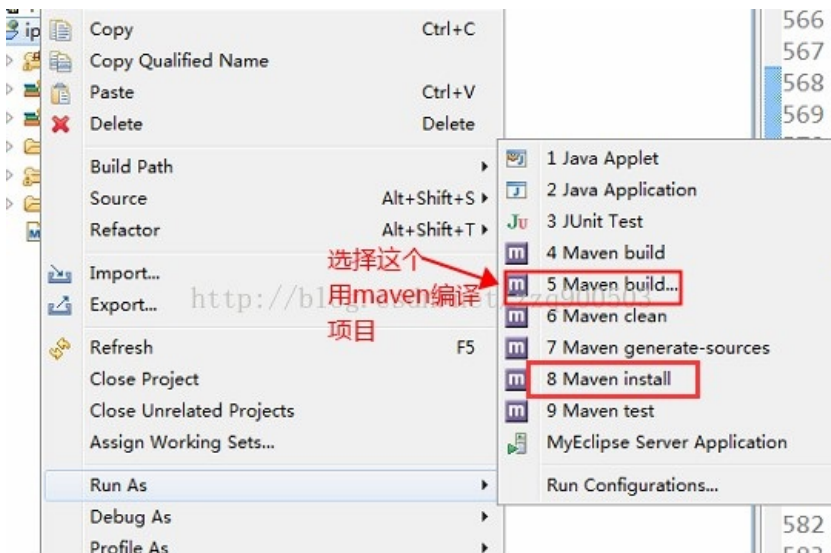 ip
Copy Ctrl+C
Copy Qualified Name
Paste Ctrl+V
Delete Delete
Build Path
Source Alt+Shift+S
Refactor Alt+Shift+T
Import...
Export...
Refresh F5
Close Project
Close Unrelated Projects
Assign Working Sets...
Run As
Debug As
Profile As
1 Java Applet
2 Java Application
Ju 3 JUnit Test
m 4 Maven build
m 5 Maven build...
m 6 Maven clean
m 7 Maven generate-sources
m 8 Maven install
m 9 Maven test
MyEclipse Server Application
Run Configurations...
选择这个
用maven编译
项目
566
567
568
569
582